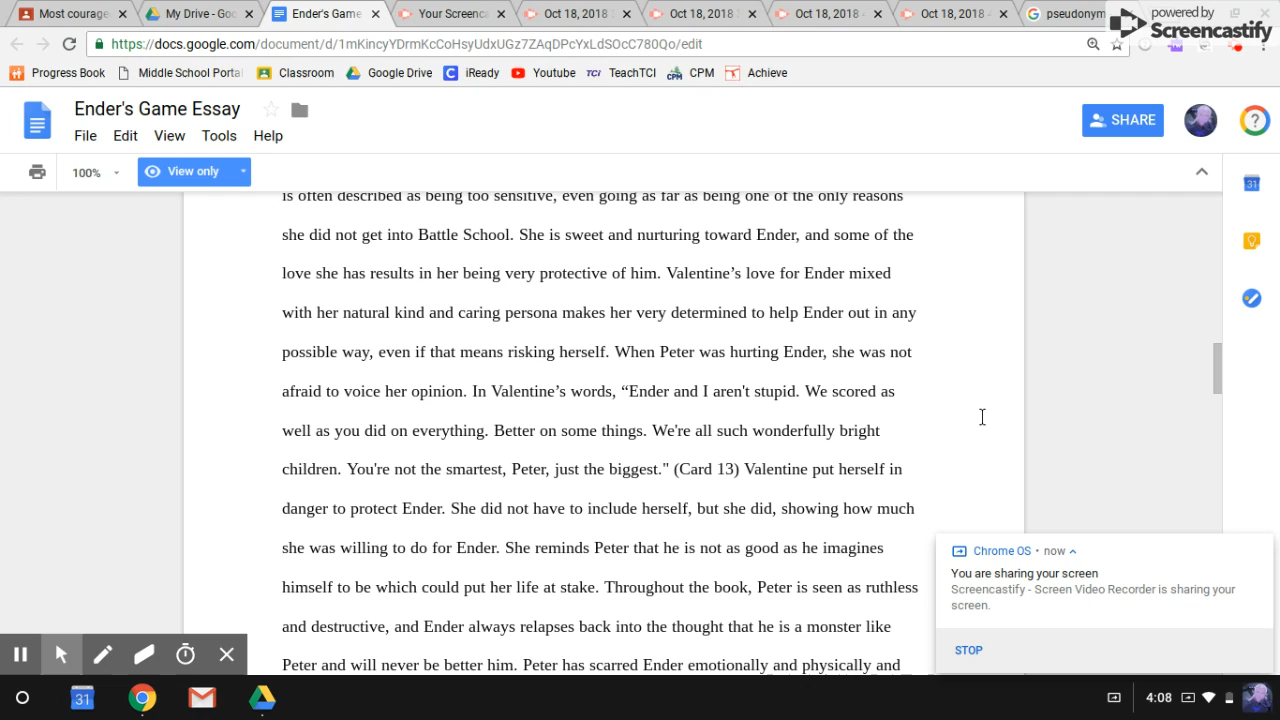 Most courage
My Drive - Goo
Ender's Game
Your Screenca
Oct 18, 2018
Oct 18, 2018
Oct 18, 2018
Oct 18, 2018
pseudonym
powered by
Screencastify
https://docs.google.com/document/d/1mKincyYDrnKcCoHsyUdxUGz7ZAqDPcYxLdSOcC780Qo/edit
Progress Book
Middle School Portal
Classroom
Google Drive
iReady
Youtube
TCi
TeachTCI
CPM
CPM
Achieve
Ender's Game Essay
SHARE
File Edit View Tools Help
100%
View only
31
is often described as being too sensitive, even going as far as being one of the only reasons
she did not get into Battle School. She is sweet and nurturing toward Ender, and some of the
love she has results in her being very protective of him. Valentine’s love for Ender mixed
with her natural kind and caring persona makes her very determined to help Ender out in any
possible way, even if that means risking herself. When Peter was hurting Ender, she was not
afraid to voice her opinion. In Valentine’s words, “Ender and I aren't stupid. We scored as
well as you did on everything. Better on some things. We're all such wonderfully bright
children. You're not the smartest, Peter, just the biggest." (Card 13) Valentine put herself in
danger to protect Ender. She did not have to include herself, but she did, showing how much
she was willing to do for Ender. She reminds Peter that he is not as good as he imagines
himself to be which could put her life at stake. Throughout the book, Peter is seen as ruthless
and destructive, and Ender always relapses back into the thought that he is a monster like
Peter and will never be better him. Peter has scarred Ender emotionally and physically and
Chrome OS • now
You are sharing your screen
Screencastify - Screen Video Recorder is sharing your
screen.
STOP
31
4:08